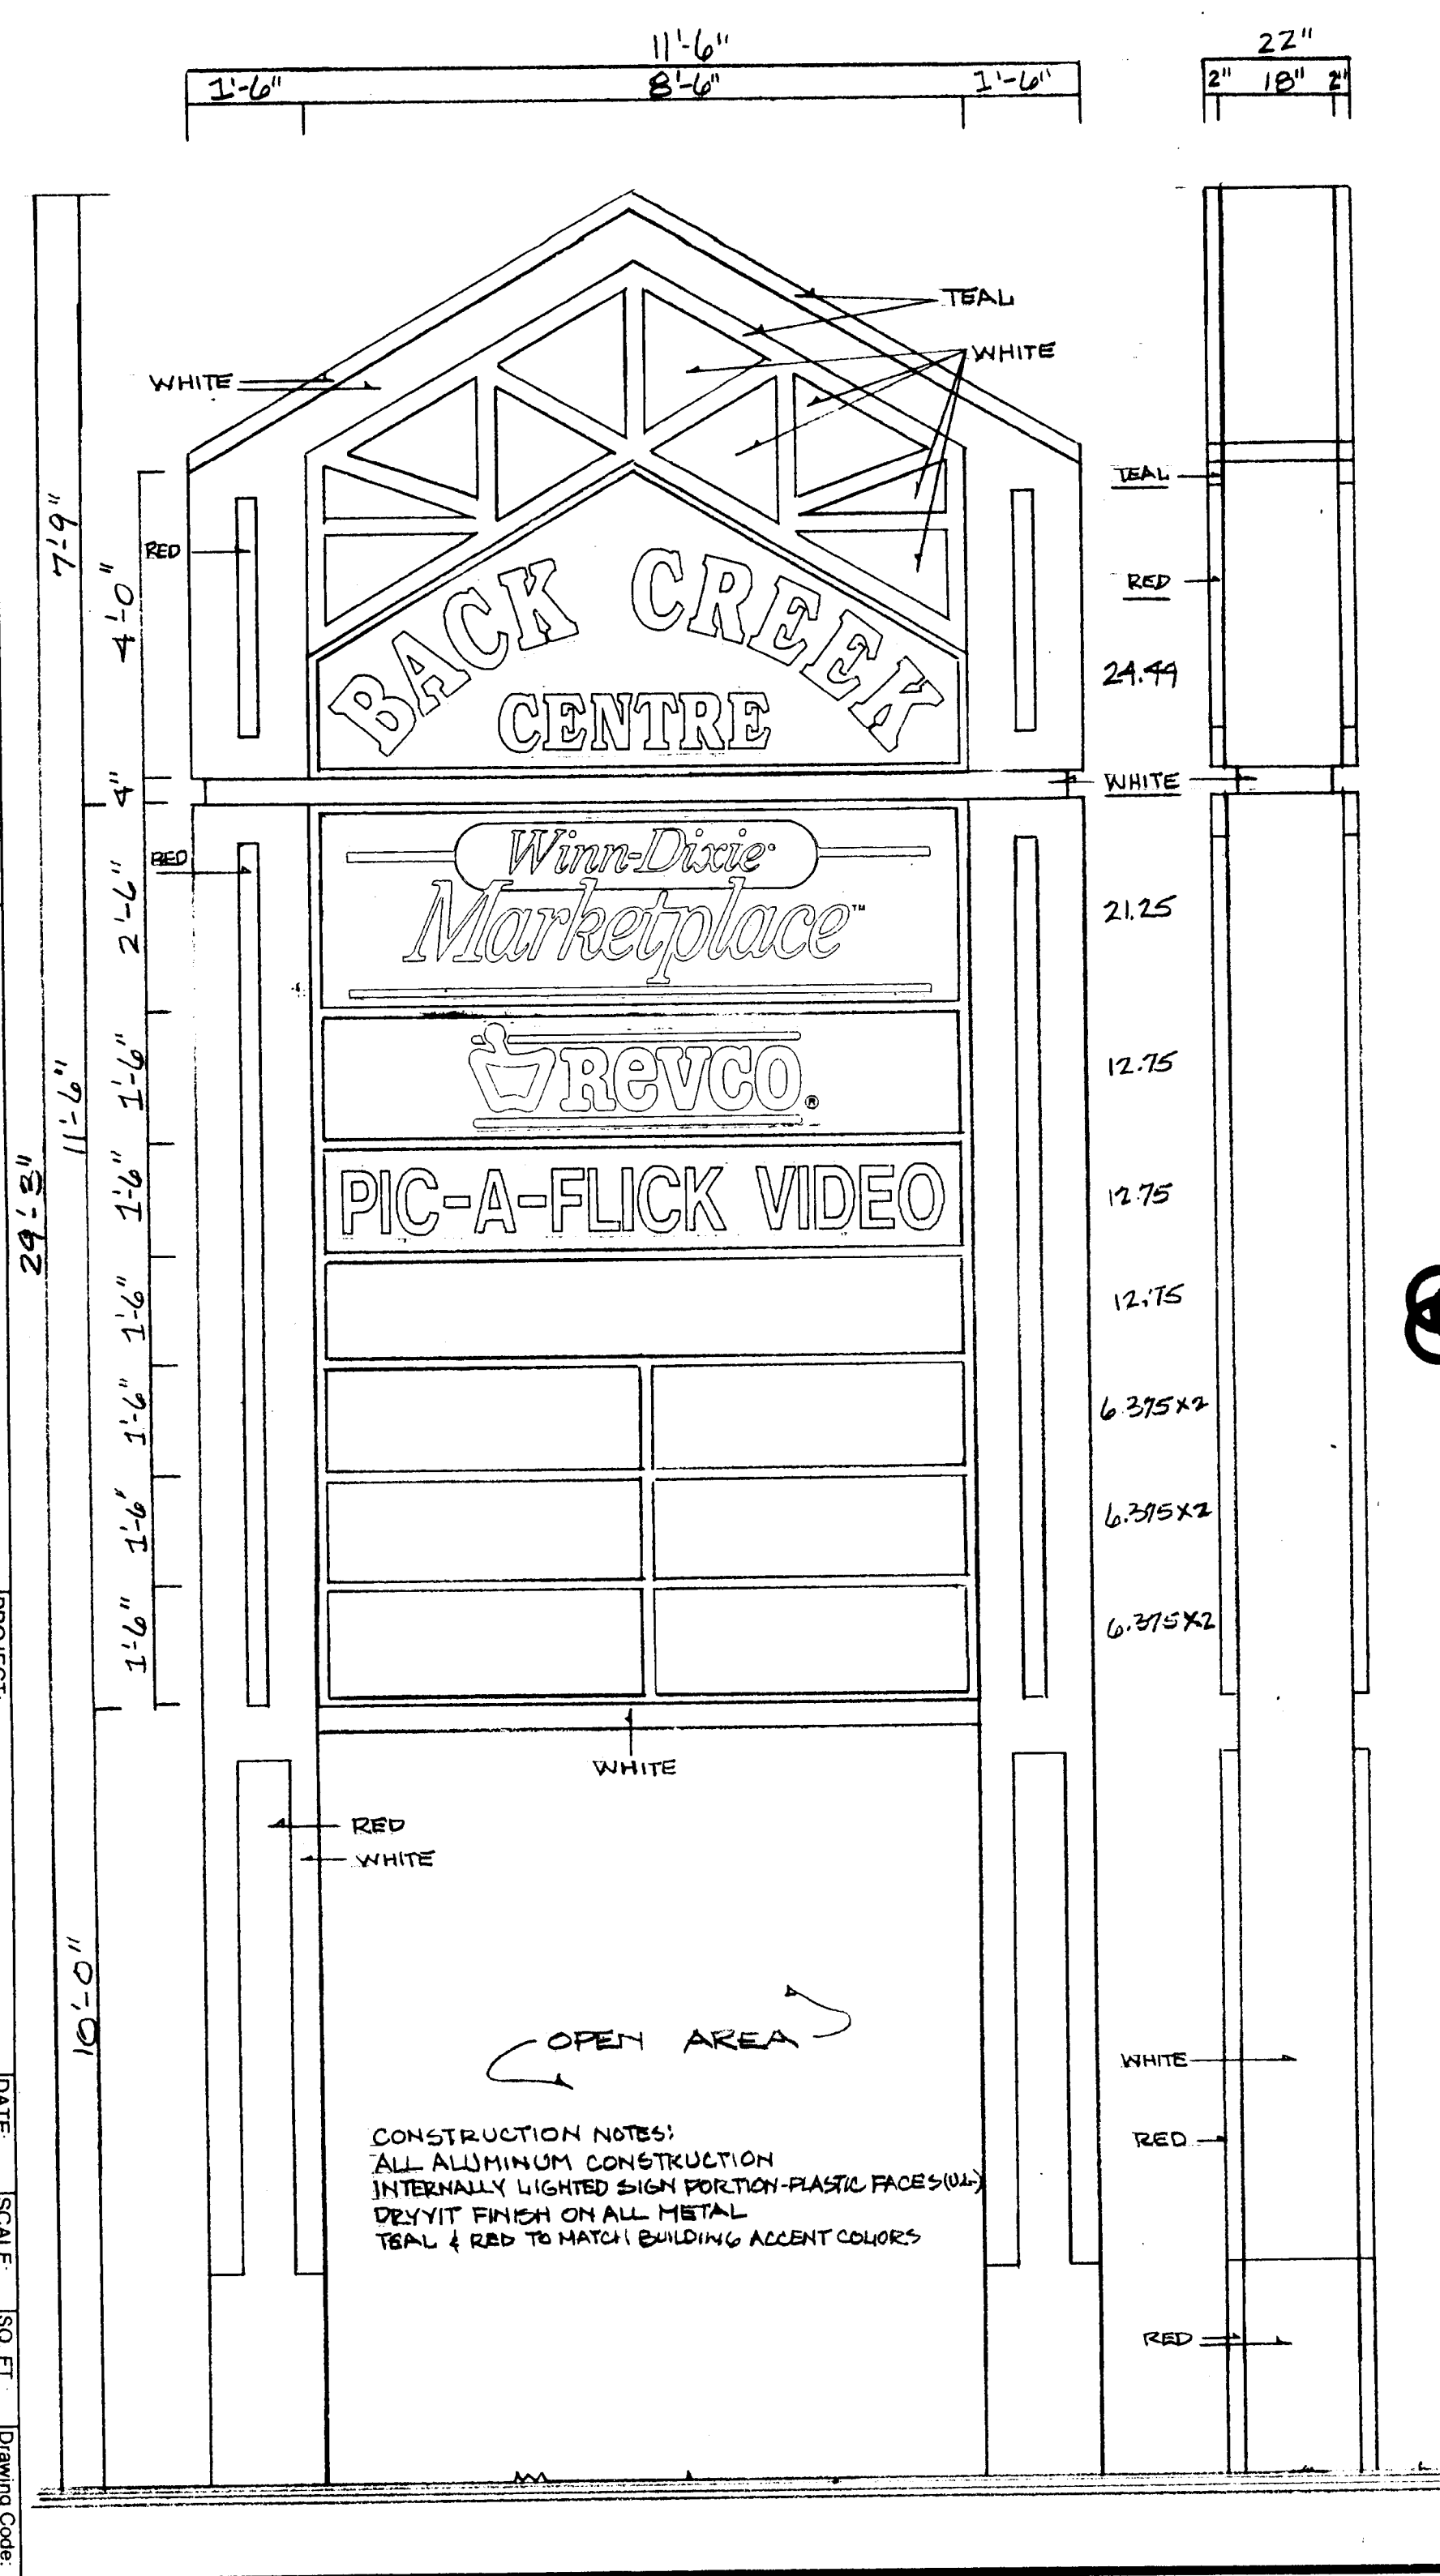 11'-6"
22"
1'-6" 8'-6" 1'-6"
2" 18" 2"
TEAL
WHITE
WHITE
TEAL
7'-9"
RED
4'-0"
RED
BACK CREEK
24.49
CENTRE
4"
WHITE
Winn-Dixie
RED
Marketplace™
2'-6"
21.25
REVCO®
1'-6"
12.75
11'-6"
29'-3"
PIC-A-FLICK VIDEO
1'-6"
12.75
1'-6"
12.75
1'-6"
6.375X2
1'-6"
6.375X2
1'-6"
6.375X2
PROJECT:
WHITE
RED
WHITE
10'-0"
OPEN AREA
WHITE
CONSTRUCTION NOTES:
ALL ALUMINUM CONSTRUCTION
INTERNALLY LIGHTED SIGN PORTION-PLASTIC FACES (U.L.)
DRYVIT FINISH ON ALL METAL
TEAL & RED TO MATCH BUILDING ACCENT COLORS
RED
RED
DATE:
SCALE:
SQ. FT.
Drawing Code: